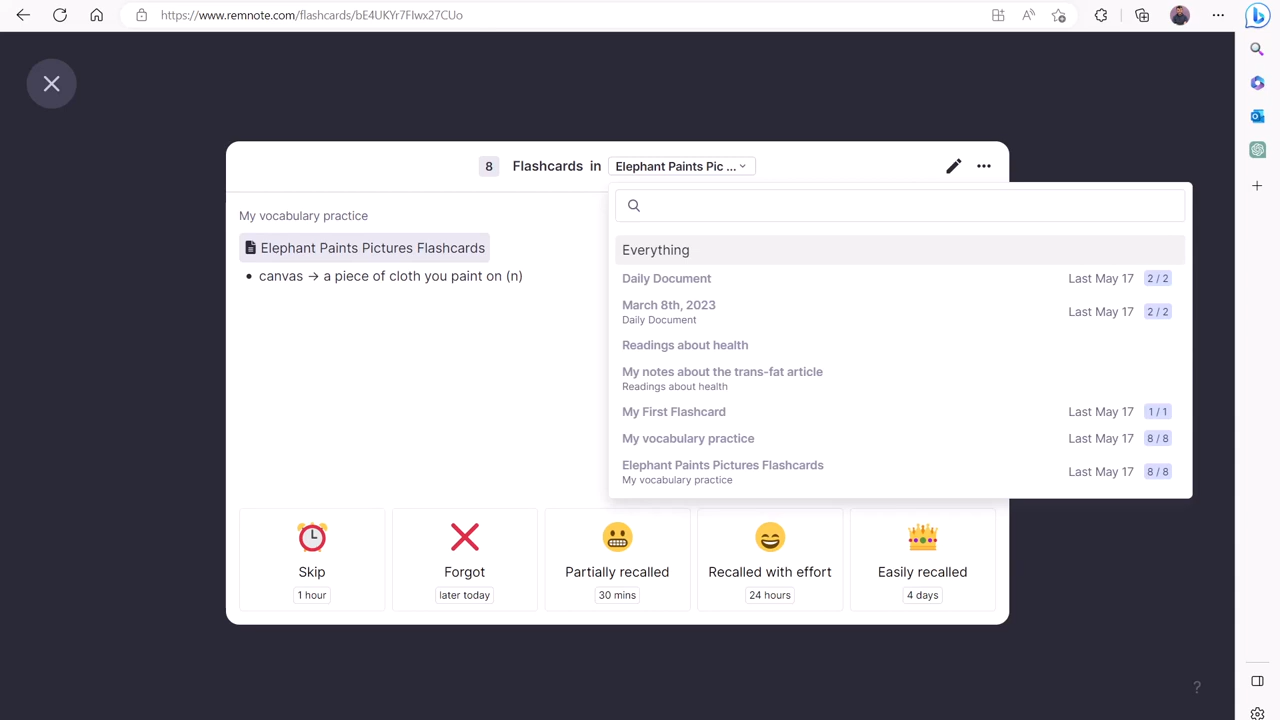 https://www.remnote.com/flashcards/bE4UKYr7FIwx27CUo
8 Flashcards in Elephant Paints Pic ...
My vocabulary practice
Elephant Paints Pictures Flashcards
• canvas → a piece of cloth you paint on (n)
Everything
Daily Document Last May 17 2 / 2
March 8th, 2023
Daily Document
Last May 17 2 / 2
Readings about health
My notes about the trans-fat article
Readings about health
My First Flashcard Last May 17 1 / 1
My vocabulary practice Last May 17 8 / 8
Elephant Paints Pictures Flashcards
My vocabulary practice
Last May 17 8 / 8
Skip
1 hour
Forgot
later today
Partially recalled
30 mins
Recalled with effort
24 hours
Easily recalled
4 days
?